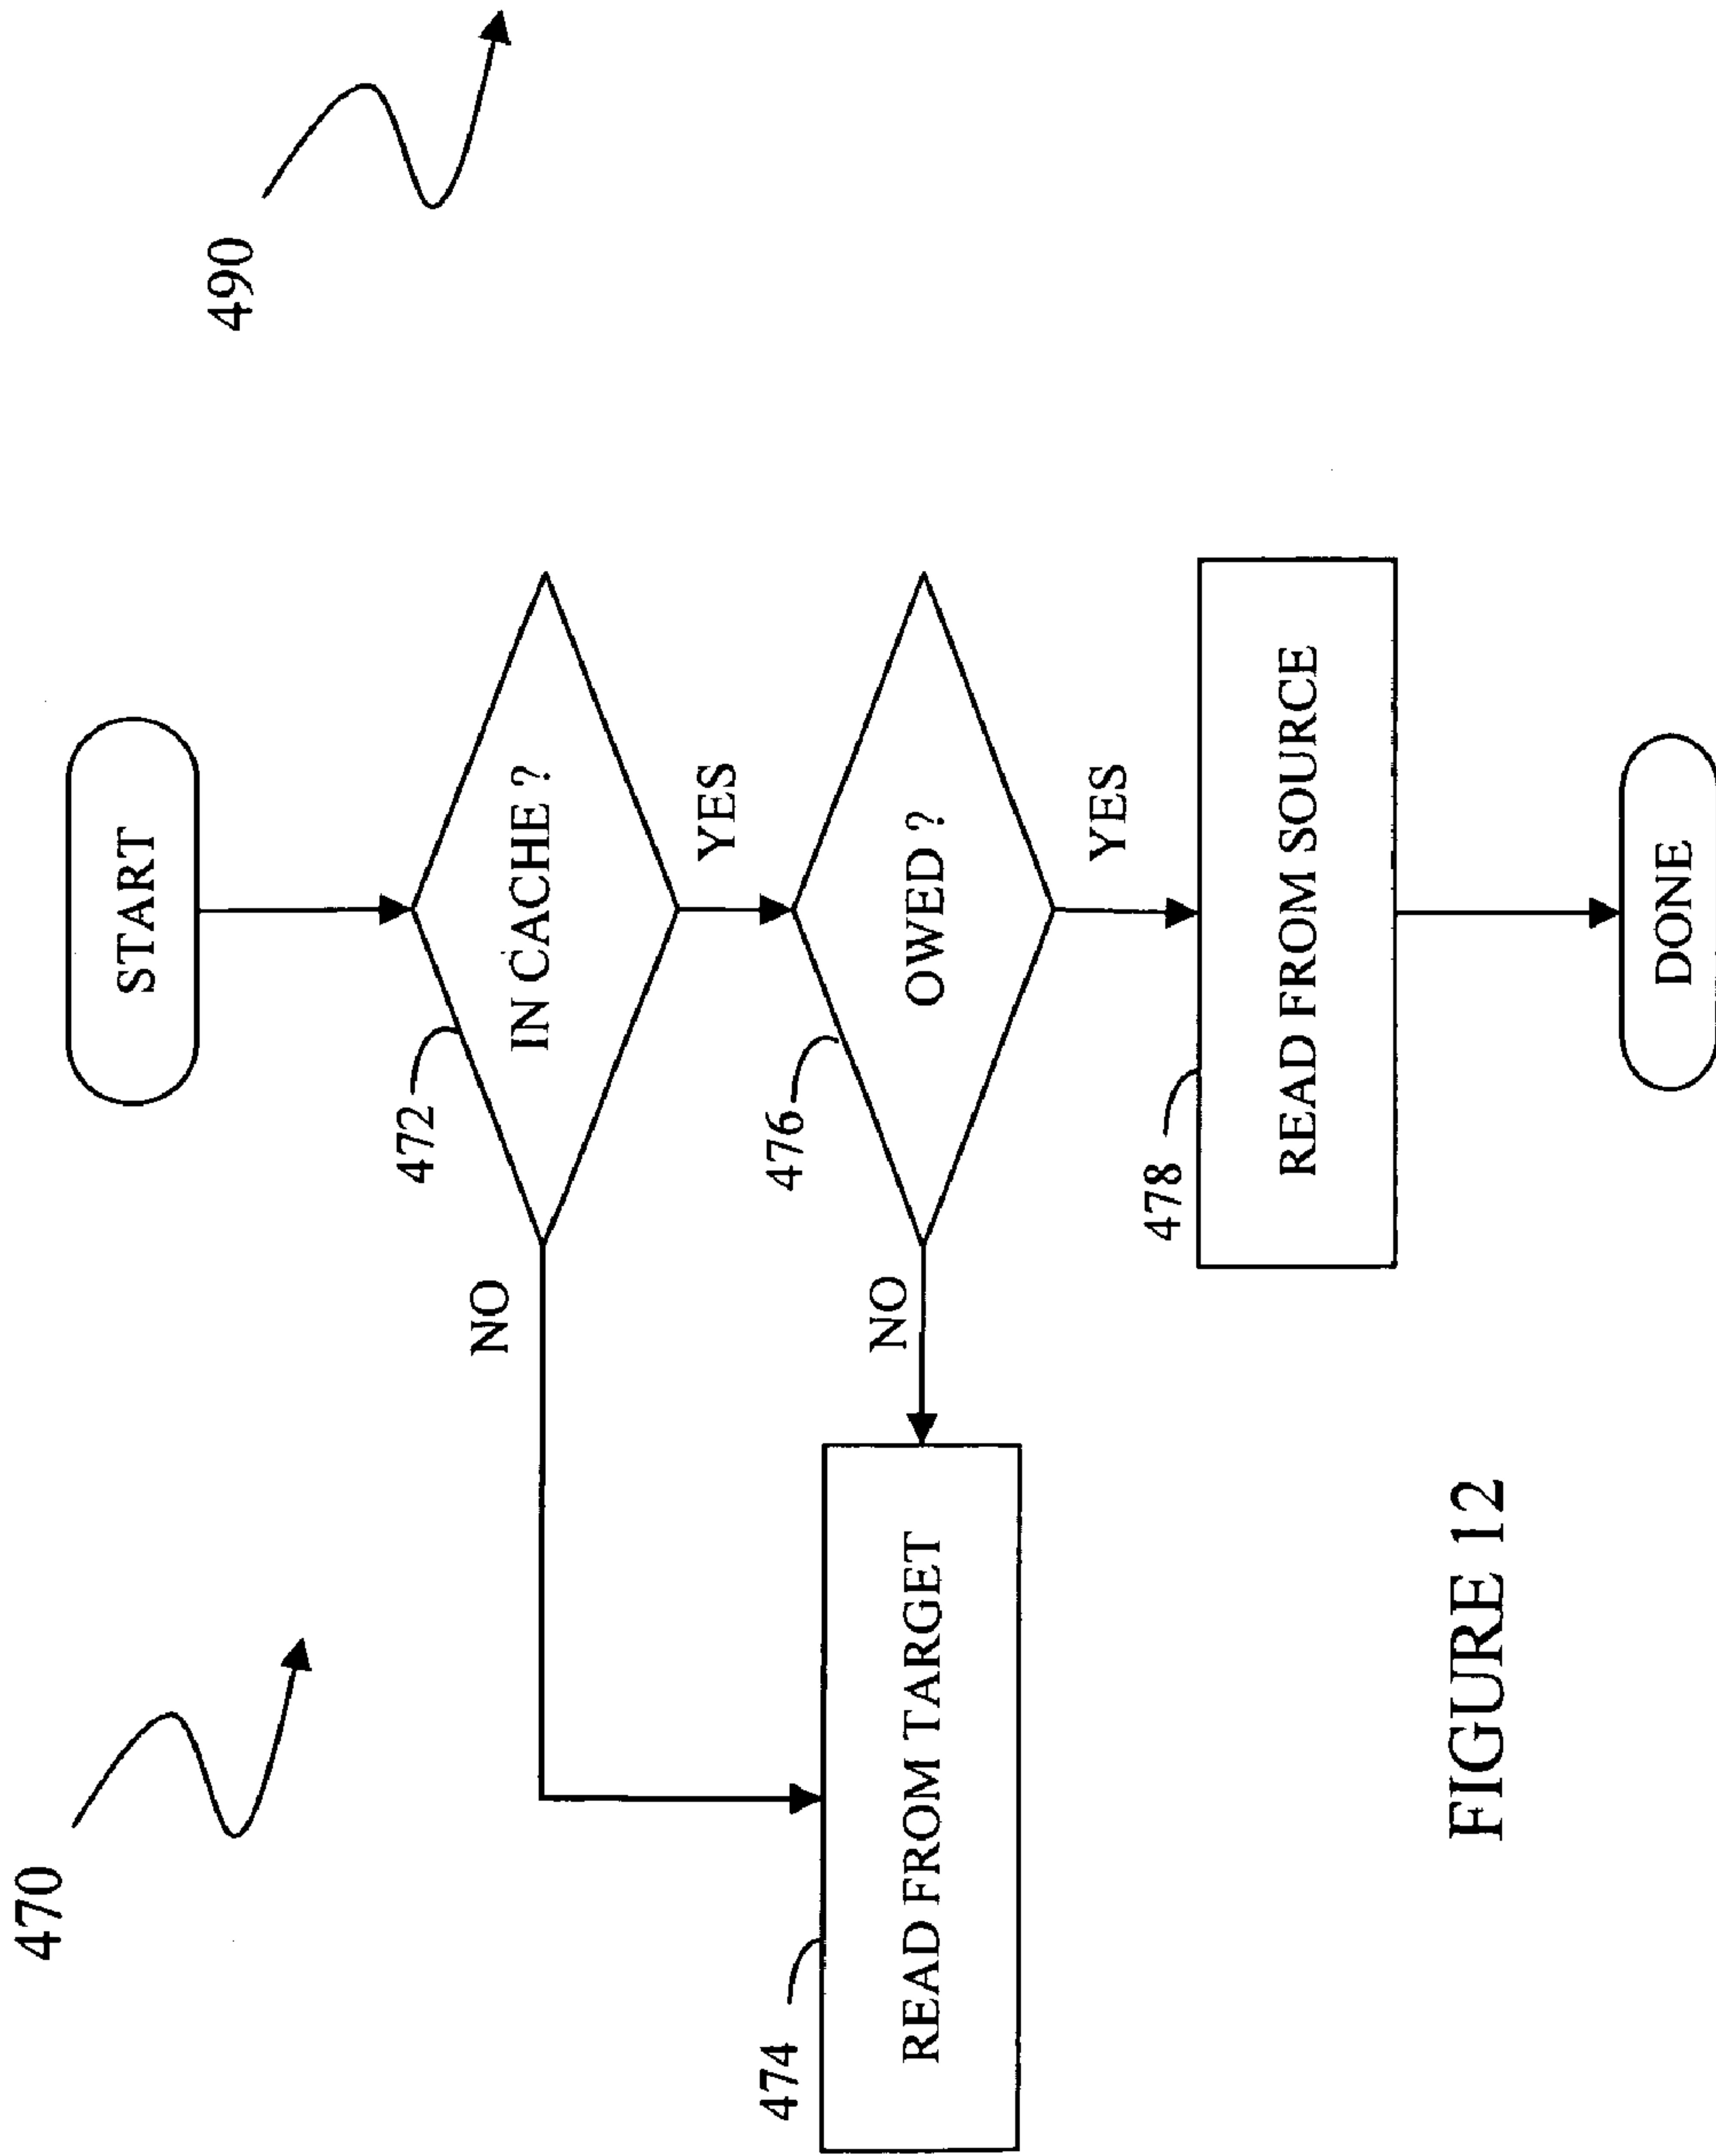 470
490
START
472
IN CACHE ?
NO
YES
476
OWED ?
NO
YES
474
READ FROM TARGET
478
READ FROM SOURCE
DONE
FIGURE 12